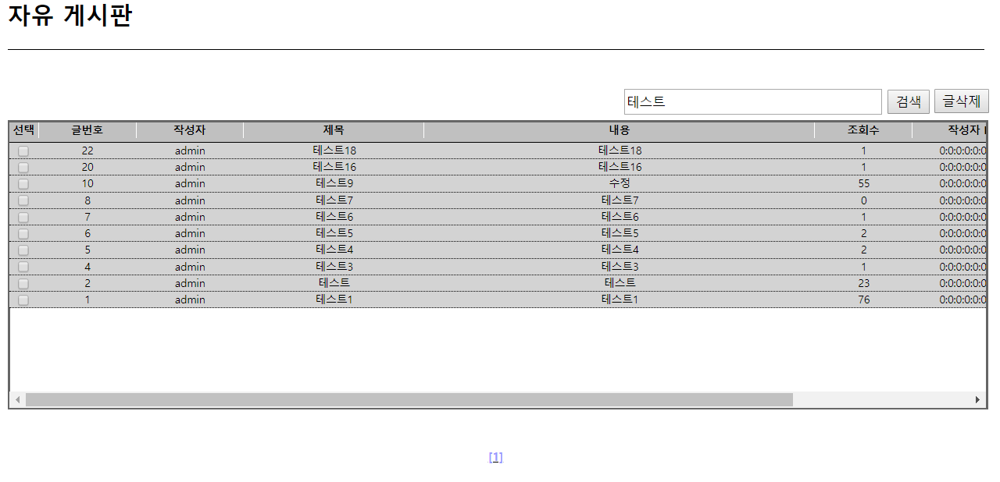 자유 게시판
테스트 검색 글삭제
선택 글번호 작성자 제목 내용 조회수 작성자
22 admin 테스트18 테스트18 1 0:0:0:0:0:0
20 admin 테스트16 테스트16 1 0:0:0:0:0:0
10 admin 테스트9 수정 55 0:0:0:0:0:0
8 admin 테스트7 테스트7 0 0:0:0:0:0:0
7 admin 테스트6 테스트6 1 0:0:0:0:0:0
6 admin 테스트5 테스트5 2 0:0:0:0:0:0
5 admin 테스트4 테스트4 2 0:0:0:0:0:0
4 admin 테스트3 테스트3 1 0:0:0:0:0:0
2 admin 테스트 테스트 23 0:0:0:0:0:0
1 admin 테스트1 테스트1 76 0:0:0:0:0:0
[1]